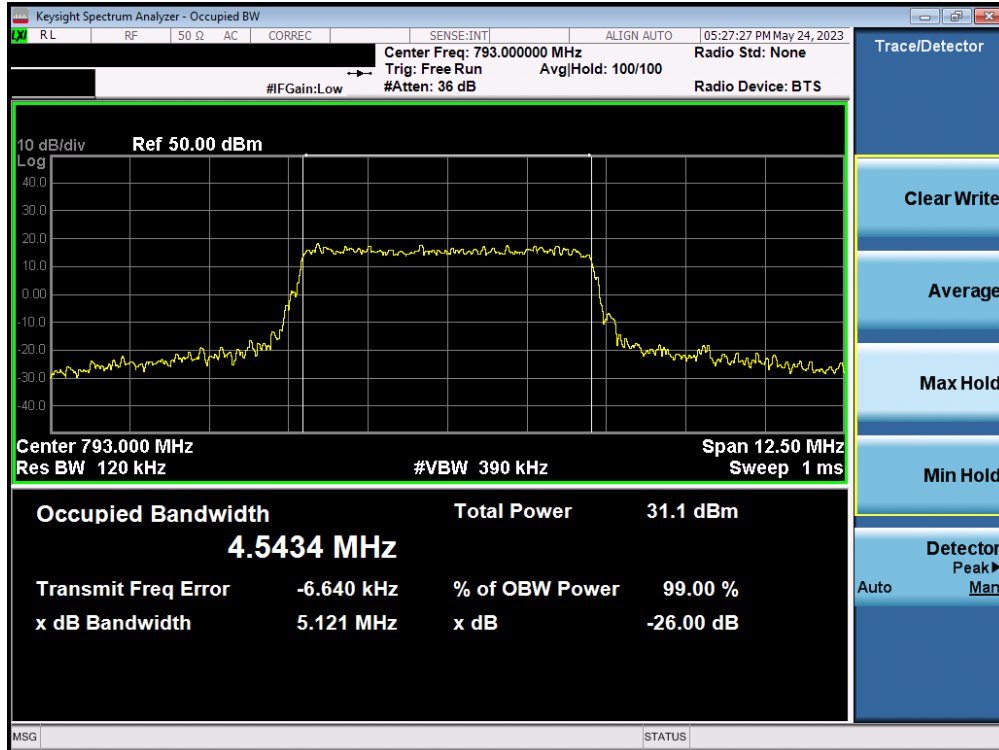 Keysight Spectrum Analyzer - Occupied BW
LXI RL RF 50 Ω AC CORREC SENSE:INT ALIGN AUTO 05:27:27 PM May 24, 2023
Center Freq: 793.000000 MHz Radio Std: None
Trig: Free Run Avg|Hold: 100/100
#IFGain:Low #Atten: 36 dB Radio Device: BTS
Trace/Detector
10 dB/div Ref 50.00 dBm
Log
40.0
30.0
20.0
10.0
0.00
-10.0
-20.0
-30.0
-40.0
Center 793.000 MHz Span 12.50 MHz
Res BW 120 kHz #VBW 390 kHz Sweep 1 ms
Occupied Bandwidth Total Power 31.1 dBm
4.5434 MHz
Transmit Freq Error -6.640 kHz % of OBW Power 99.00 %
x dB Bandwidth 5.121 MHz x dB -26.00 dB
Clear Write
Average
Max Hold
Min Hold
Detector
Peak▶
Auto Man
MSG STATUS